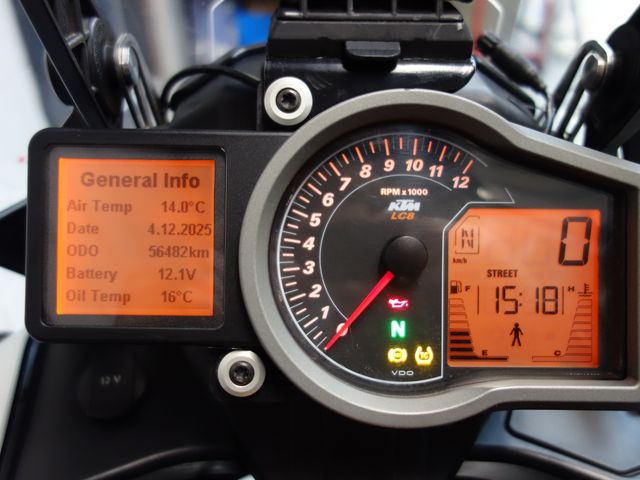 General Info
Air Temp 14.0°C
Date 4.12.2025
ODO 56482km
Battery 12.1V
Oil Temp 16°C
12 V
1
2
3
4
5
6
7
8
9
10
11
12
RPM x 1000
KTM
LC8
N
TC
VDO
N
0
km/h
STREET
F 15:18 H
E C